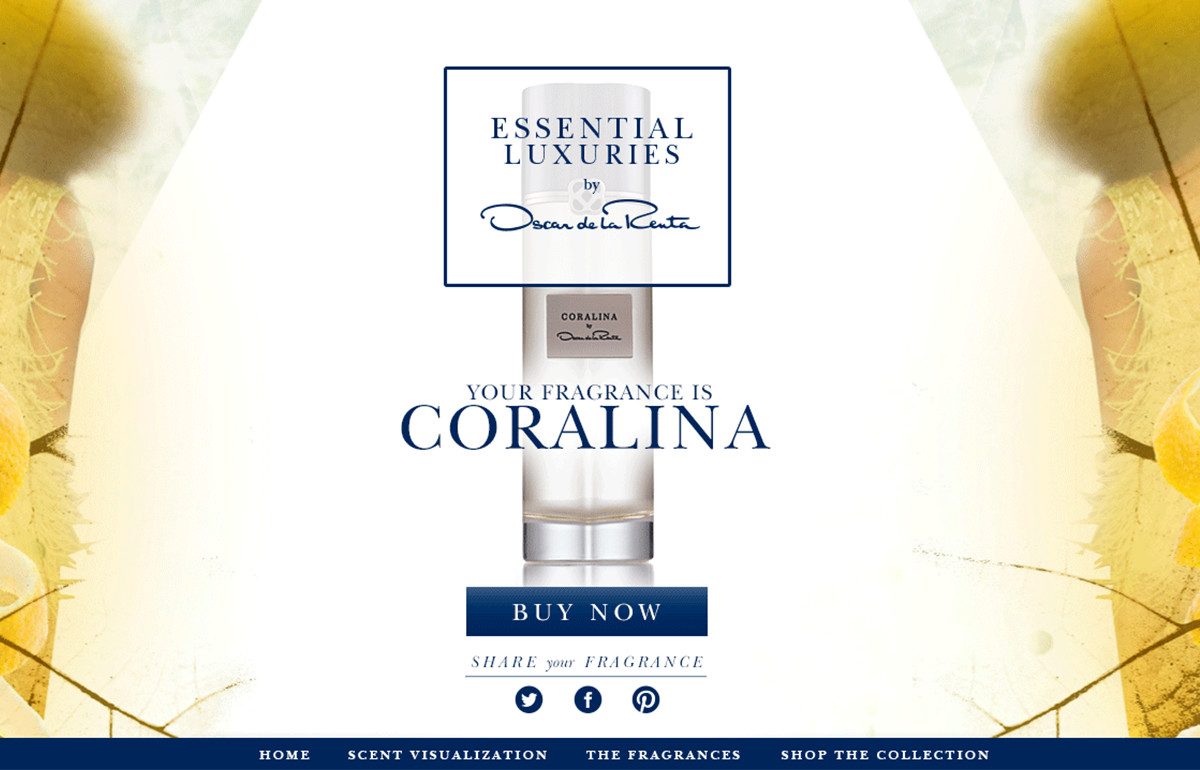 ESSENTIAL
LUXURIES
by
Oscar de la Renta
CORALINA
by
Oscar de la Renta
YOUR FRAGRANCE IS
CORALINA
BUY NOW
SHARE your FRAGRANCE
HOME SCENT VISUALIZATION THE FRAGRANCES SHOP THE COLLECTION